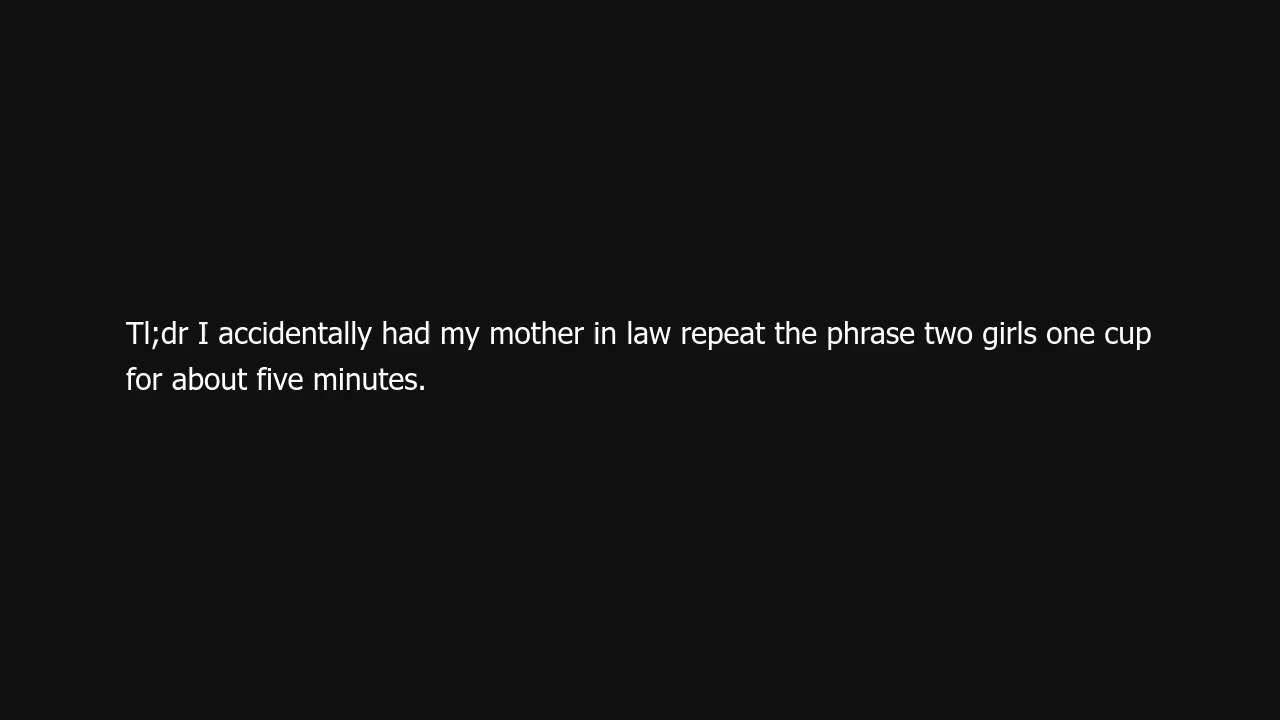 Tl;dr I accidentally had my mother in law repeat the phrase two girls one cup
for about five minutes.